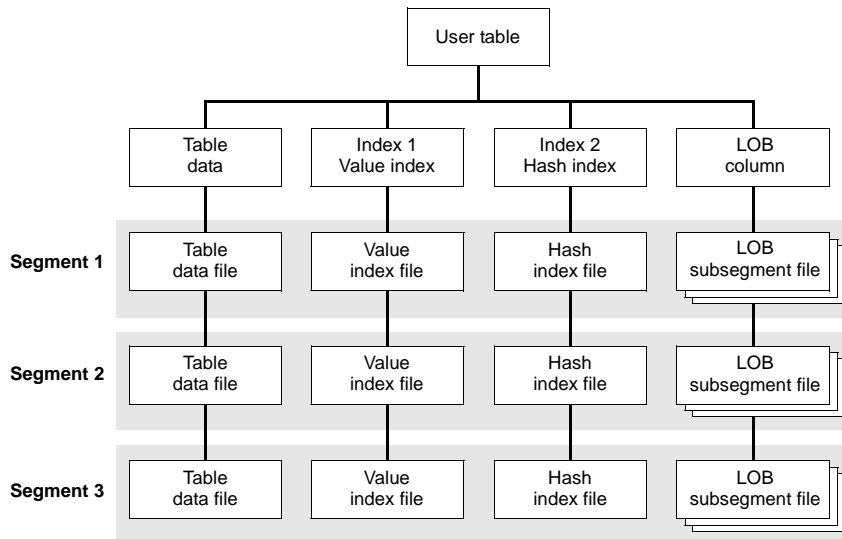 User table
Table
data
Index 1
Value index
Index 2
Hash index
LOB
column
Segment 1
Table
data file
Value
index file
Hash
index file
LOB
subsegment file
Segment 2
Table
data file
Value
index file
Hash
index file
LOB
subsegment file
Segment 3
Table
data file
Value
index file
Hash
index file
LOB
subsegment file